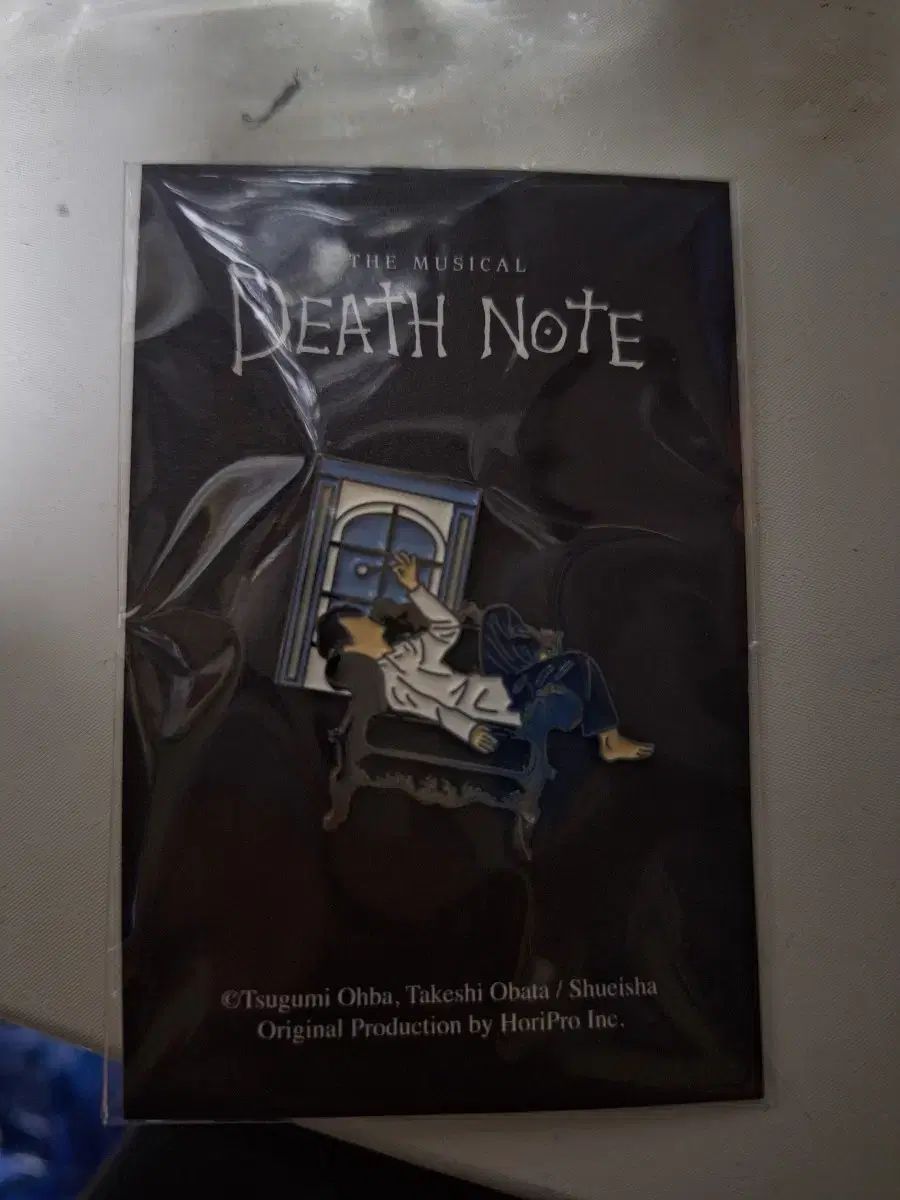 THE MUSICAL
DEATH NOTE
©Tsugumi Ohba, Takeshi Obata / Shueisha
Original Production by HoriPro Inc.